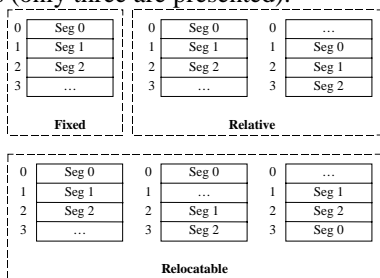 (only three are presented).
0 Seg 0 0 Seg 0 0 …
1 Seg 1 1 Seg 1 1 Seg 0
2 Seg 2 2 Seg 2 2 Seg 1
3 … 3 … 3 Seg 2
Fixed Relative
0 Seg 0 0 Seg 0 0 …
1 Seg 1 1 … 1 Seg 1
2 Seg 2 2 Seg 1 2 Seg 2
3 … 3 Seg 2 3 Seg 0
Relocatable